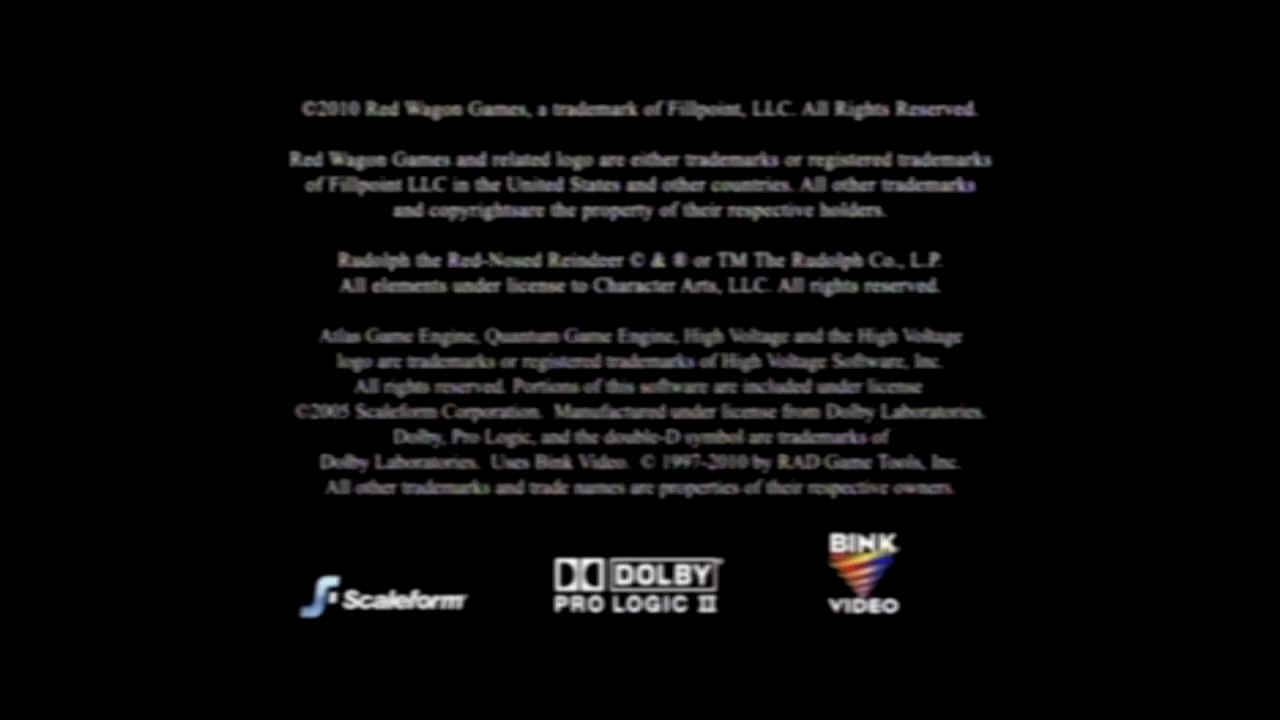 ©2010 Red Wagon Games, a trademark of Fillpoint, LLC. All Rights Reserved.
Red Wagon Games and related logo are either trademarks or registered trademarks
of Fillpoint LLC in the United States and other countries. All other trademarks
and copyrightsare the property of their respective holders.
Rudolph the Red-Nosed Reindeer © & ® or TM The Rudolph Co., L.P.
All elements under license to Character Arts, LLC. All rights reserved.
Atlas Game Engine, Quantum Game Engine, High Voltage and the High Voltage
logo are trademarks or registered trademarks of High Voltage Software, Inc.
All rights reserved. Portions of this software are included under license
©2005 Scaleform Corporation. Manufactured under license from Dolby Laboratories.
Dolby, Pro Logic, and the double-D symbol are trademarks of
Dolby Laboratories. Uses Bink Video. © 1997-2010 by RAD Game Tools, Inc.
All other trademarks and trade names are properties of their respective owners.
Scaleform
DOLBY
PRO LOGIC II
BINK
VIDEO